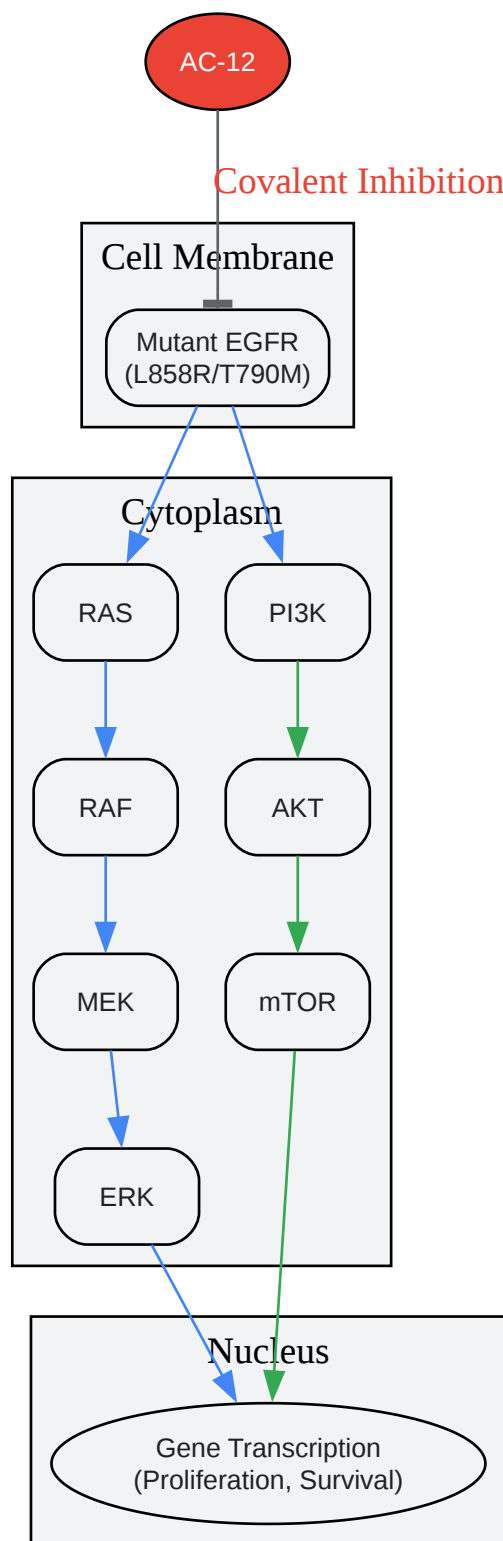 AC-12
Covalent Inhibition
Cell Membrane
Mutant EGFR
(L858R/T790M)
Cytoplasm
RAS
PI3K
RAF
AKT
MEK
mTOR
ERK
Nucleus
Gene Transcription
(Proliferation, Survival)